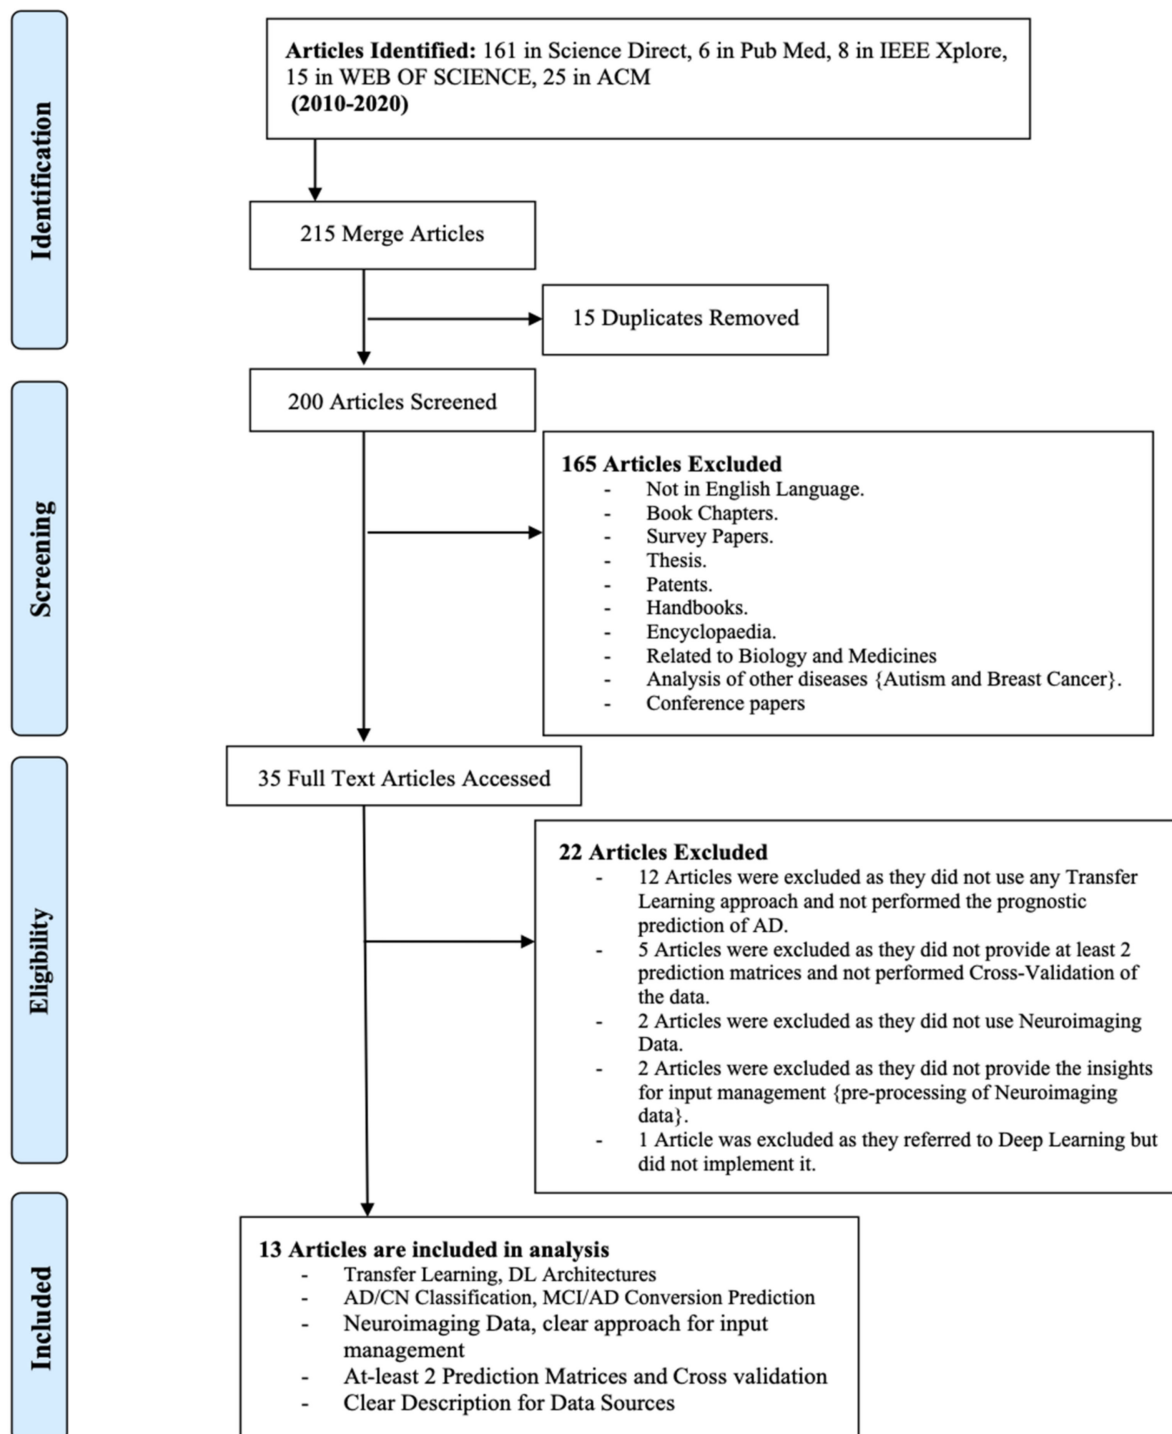 Identification
Articles Identified: 161 in Science Direct, 6 in Pub Med, 8 in IEEE Xplore,
15 in WEB OF SCIENCE, 25 in ACM
(2010-2020)
215 Merge Articles
15 Duplicates Removed
Screening
200 Articles Screened
165 Articles Excluded
- Not in English Language.
- Book Chapters.
- Survey Papers.
- Thesis.
- Patents.
- Handbooks.
- Encyclopaedia.
- Related to Biology and Medicines
- Analysis of other diseases {Autism and Breast Cancer}.
- Conference papers
Eligibility
35 Full Text Articles Accessed
22 Articles Excluded
- 12 Articles were excluded as they did not use any Transfer
Learning approach and not performed the prognostic
prediction of AD.
- 5 Articles were excluded as they did not provide at least 2
prediction matrices and not performed Cross-Validation of
the data.
- 2 Articles were excluded as they did not use Neuroimaging
Data.
- 2 Articles were excluded as they did not provide the insights
for input management {pre-processing of Neuroimaging
data}.
- 1 Article was excluded as they referred to Deep Learning but
did not implement it.
Included
13 Articles are included in analysis
- Transfer Learning, DL Architectures
- AD/CN Classification, MCI/AD Conversion Prediction
- Neuroimaging Data, clear approach for input
management
- At-least 2 Prediction Matrices and Cross validation
- Clear Description for Data Sources